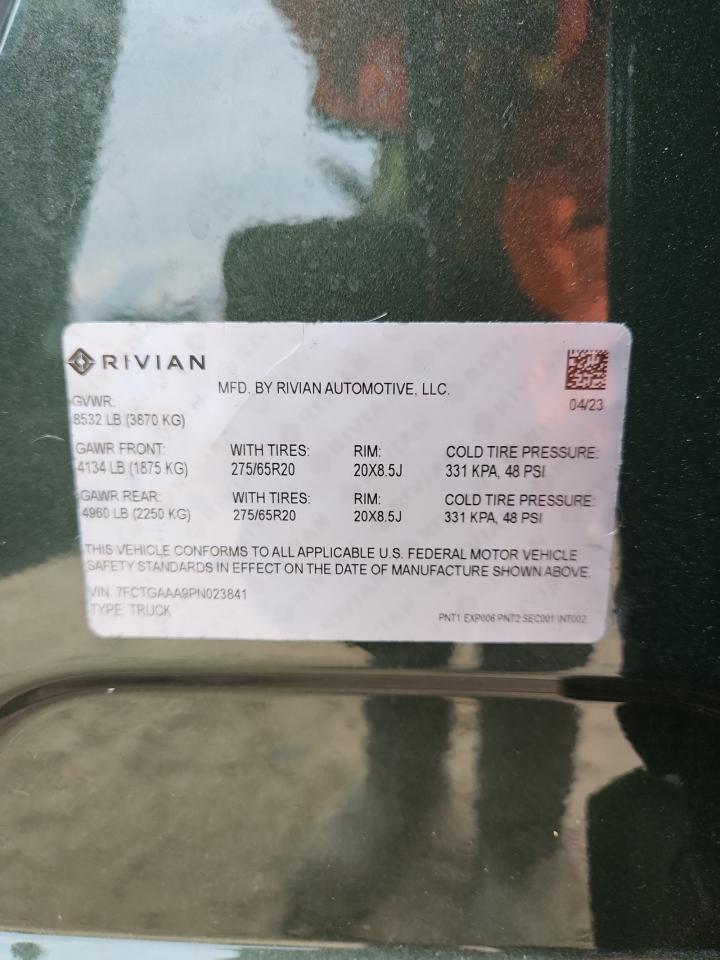 RIVIAN
MFD. BY RIVIAN AUTOMOTIVE, LLC.
04/23
GVWR:
8532 LB (3870 KG)
GAWR FRONT: WITH TIRES: RIM: COLD TIRE PRESSURE:
4134 LB (1875 KG) 275/65R20 20X8.5J 331 KPA, 48 PSI
GAWR REAR: WITH TIRES: RIM: COLD TIRE PRESSURE:
4960 LB (2250 KG) 275/65R20 20X8.5J 331 KPA, 48 PSI
THIS VEHICLE CONFORMS TO ALL APPLICABLE U.S. FEDERAL MOTOR VEHICLE
SAFETY STANDARDS IN EFFECT ON THE DATE OF MANUFACTURE SHOWN ABOVE.
VIN: 7FCTGAAA9PN023841
TYPE: TRUCK
PNT1 EXP006 PNT2 SEC001 INT002